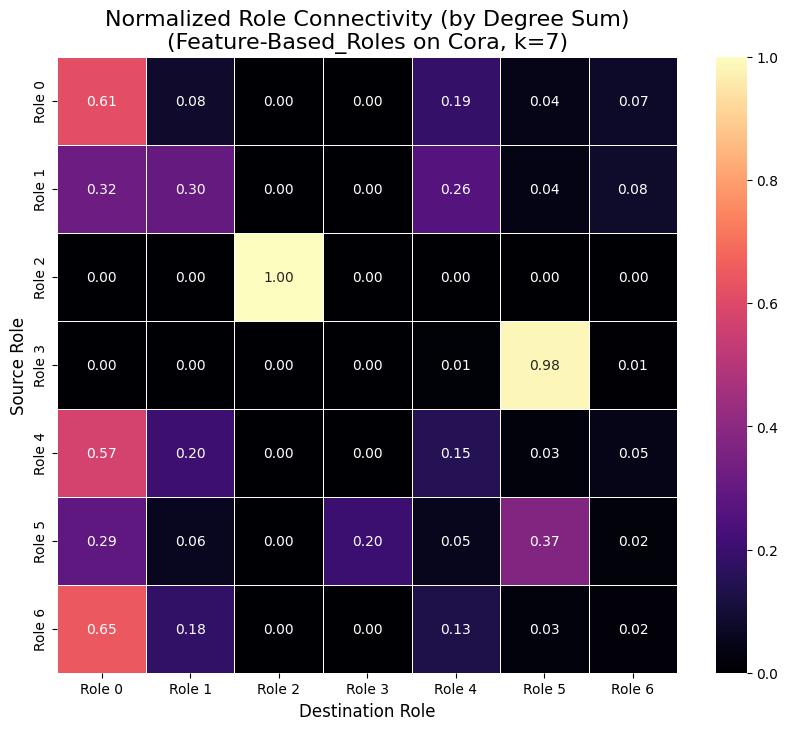 Normalized Role Connectivity (by Degree Sum)
(Feature-Based_Roles on Cora, k=7)
Source Role
Role 0 0.61 0.08 0.00 0.00 0.19 0.04 0.07
Role 1 0.32 0.30 0.00 0.00 0.26 0.04 0.08
Role 2 0.00 0.00 1.00 0.00 0.00 0.00 0.00
Role 3 0.00 0.00 0.00 0.00 0.01 0.98 0.01
Role 4 0.57 0.20 0.00 0.00 0.15 0.03 0.05
Role 5 0.29 0.06 0.00 0.20 0.05 0.37 0.02
Role 6 0.65 0.18 0.00 0.00 0.13 0.03 0.02
Role 0 Role 1 Role 2 Role 3 Role 4 Role 5 Role 6
Destination Role
1.0
0.8
0.6
0.4
0.2
0.0